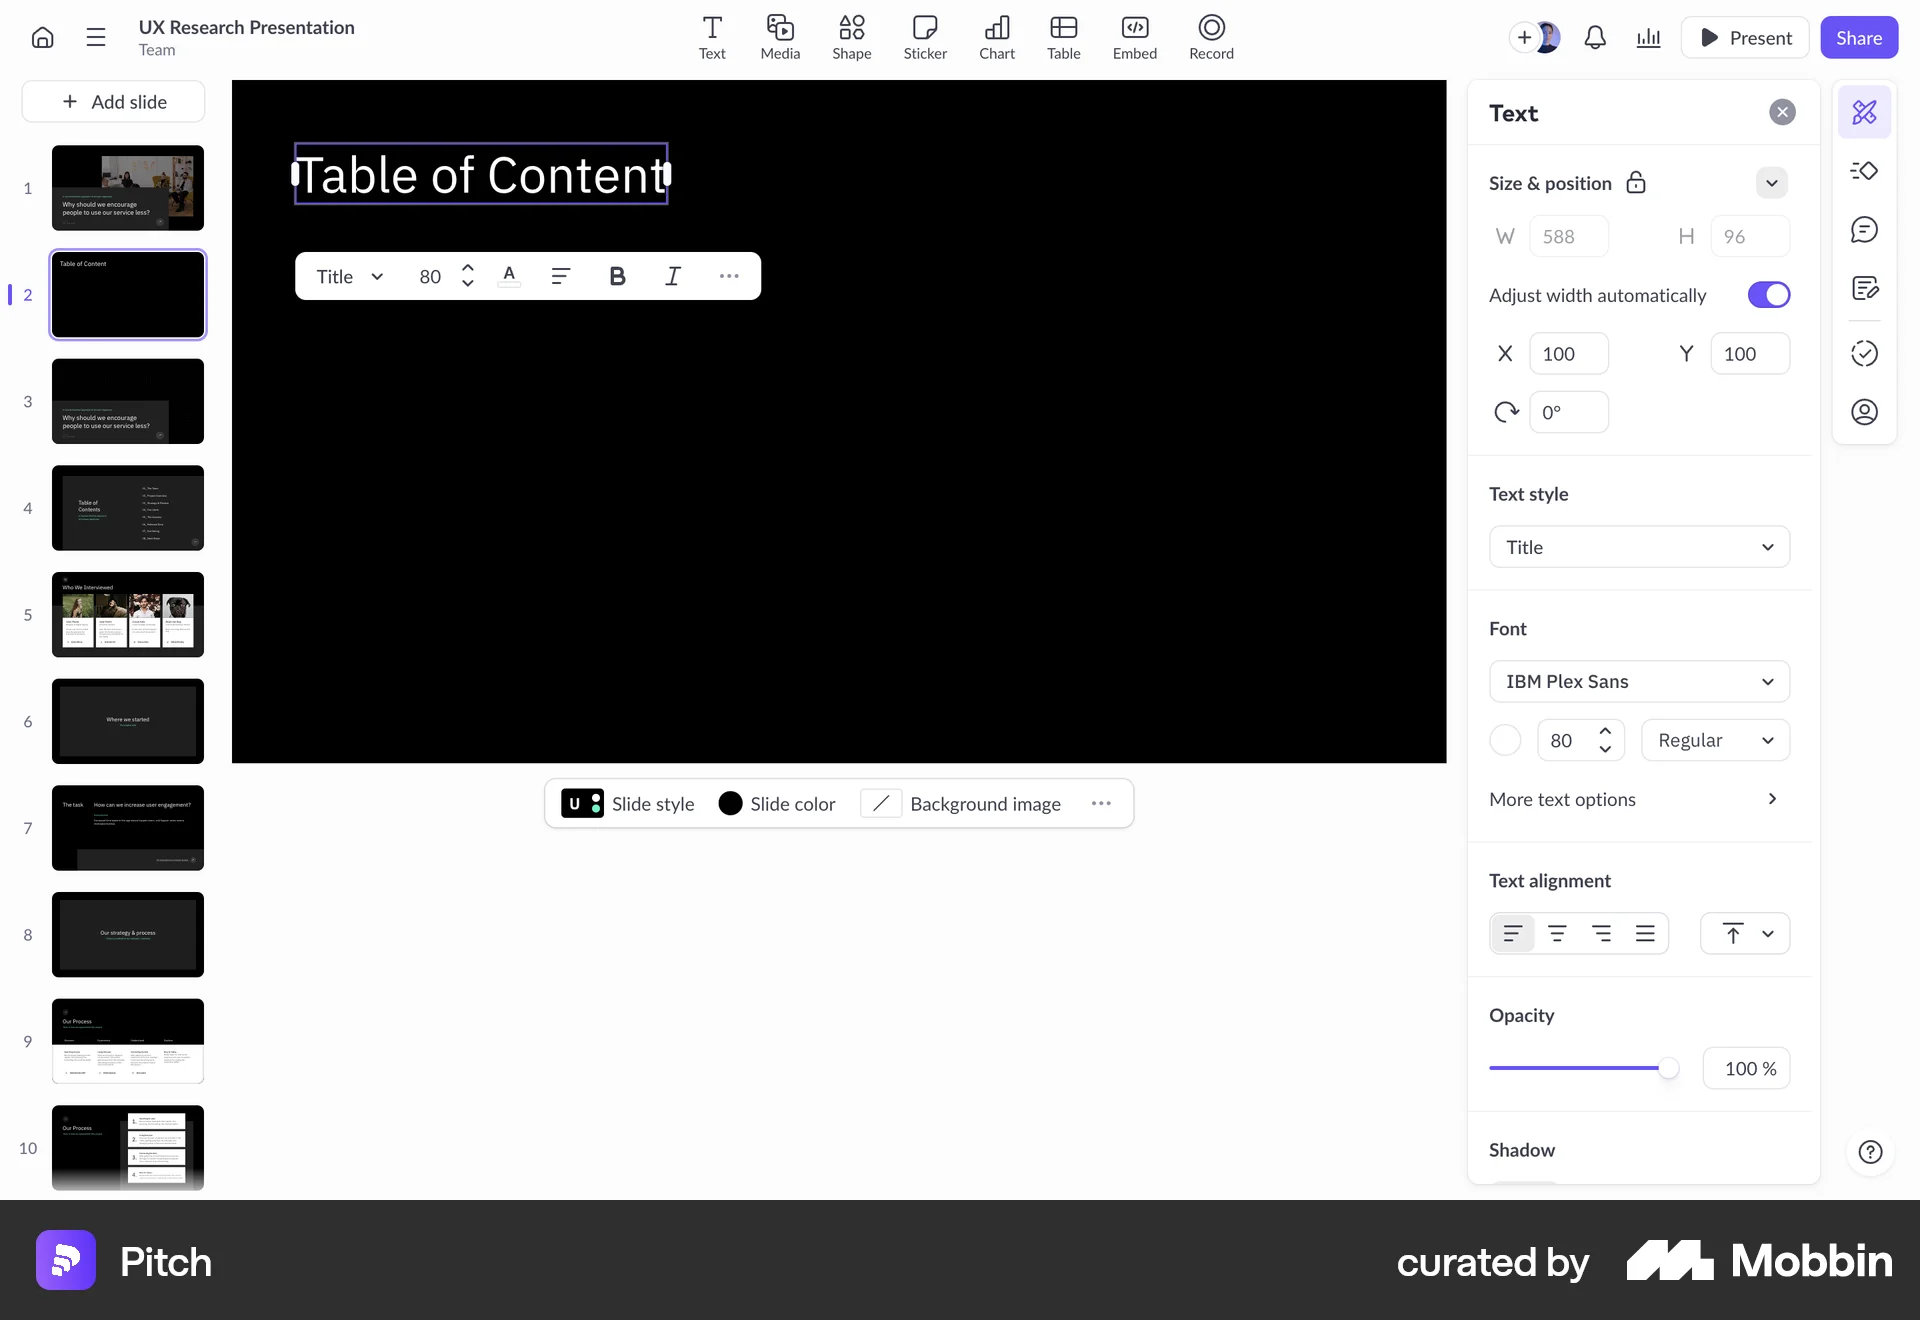 UX Research Presentation
Team
Text
Media
Shape
Sticker
Chart
Table
Embed
Record
Present
Share
Add slide
1
Why should we encourage
people to use our service less?
2
Table of Content
3
Why should we encourage
people to use our service less?
4
Table of
Contents
5
Who We Interviewed
6
Where we started
7
The task
How can we increase user engagement?
8
Our strategy & process
9
Our Process
10
Our Process
1.
2.
3.
4.
Table of Content
Title
80
A
B
I
U
Slide style
Slide color
Background image
Text
Size & position
W
588
H
96
Adjust width automatically
X
100
Y
100
0°
Text style
Title
Font
IBM Plex Sans
80
Regular
More text options
Text alignment
Opacity
100 %
Shadow
Pitch
curated by
Mobbin